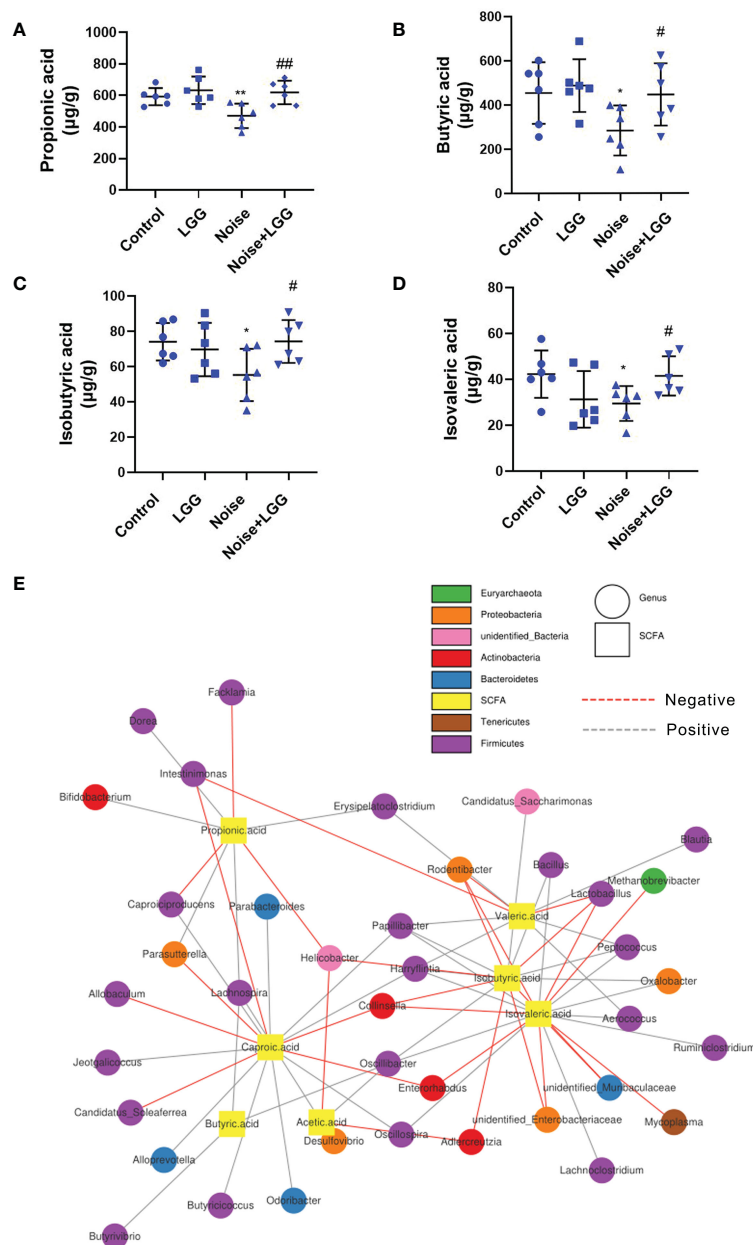 A
Propionic acid
(μg/g)
1000
800
600
400
200
0
**
##
Control
LGG
Noise
Noise+LGG
B
Butyric acid
(μg/g)
800
600
400
200
0
*
#
Control
LGG
Noise
Noise+LGG
C
Isobutyric acid
(μg/g)
100
80
60
40
20
0
*
#
Control
LGG
Noise
Noise+LGG
D
Isovaleric acid
(μg/g)
80
60
40
20
0
*
#
Control
LGG
Noise
Noise+LGG
E
Euryarchaeota
Proteobacteria
unidentified_Bacteria
Actinobacteria
Bacteroidetes
SCFA
Tenericutes
Firmicutes
Genus
SCFA
Negative
Positive
Facklamia
Dorea
Intestinimonas
Bifidobacterium
Erysipelatoclostridium
Candidatus_Saccharimonas
Propionic.acid
Blautia
Rodentibacter
Bacillus
Methanobrevibacter
Lactobacillus
Caproiciproducens
Parabacteroides
Valeric.acid
Papillibacter
Parasutterella
Helicobacter
Peptococcus
Harryflintia
Isobutyric.acid
Oxalobacter
Allobaculum
Lachnospira
Collinsella
Isovaleric.acid
Aerococcus
Caproic.acid
Ruminiclostridium
Jeotgalicoccus
Oscillibacter
Enterorhabdus
unidentified_Muribaculaceae
Candidatus_Soleaferrea
Butyric.acid
Acetic.acid
unidentified_Enterobacteriaceae
Mycoplasma
Desulfovibrio
Oscillospira
Adlercreutzia
Alloprevotella
Lachnoclostridium
Butyricicoccus
Odoribacter
Butyrivibrio